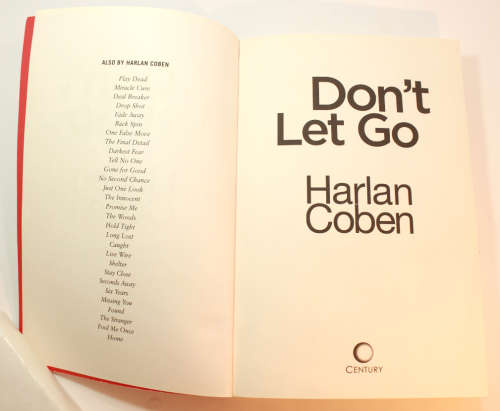 ALSO BY HARLAN COBEN
Play Dead
Miracle Cure
Deal Breaker
Drop Shot
Fade Away
Back Spin
One False Move
The Final Detail
Darkest Fear
Tell No One
Gone for Good
No Second Chance
Just One Look
The Innocent
Promise Me
The Woods
Hold Tight
Long Lost
Caught
Live Wire
Shelter
Stay Close
Seconds Away
Six Years
Missing You
Found
The Stranger
Fool Me Once
Home
Don't
Let Go
Harlan
Coben
CENTURY